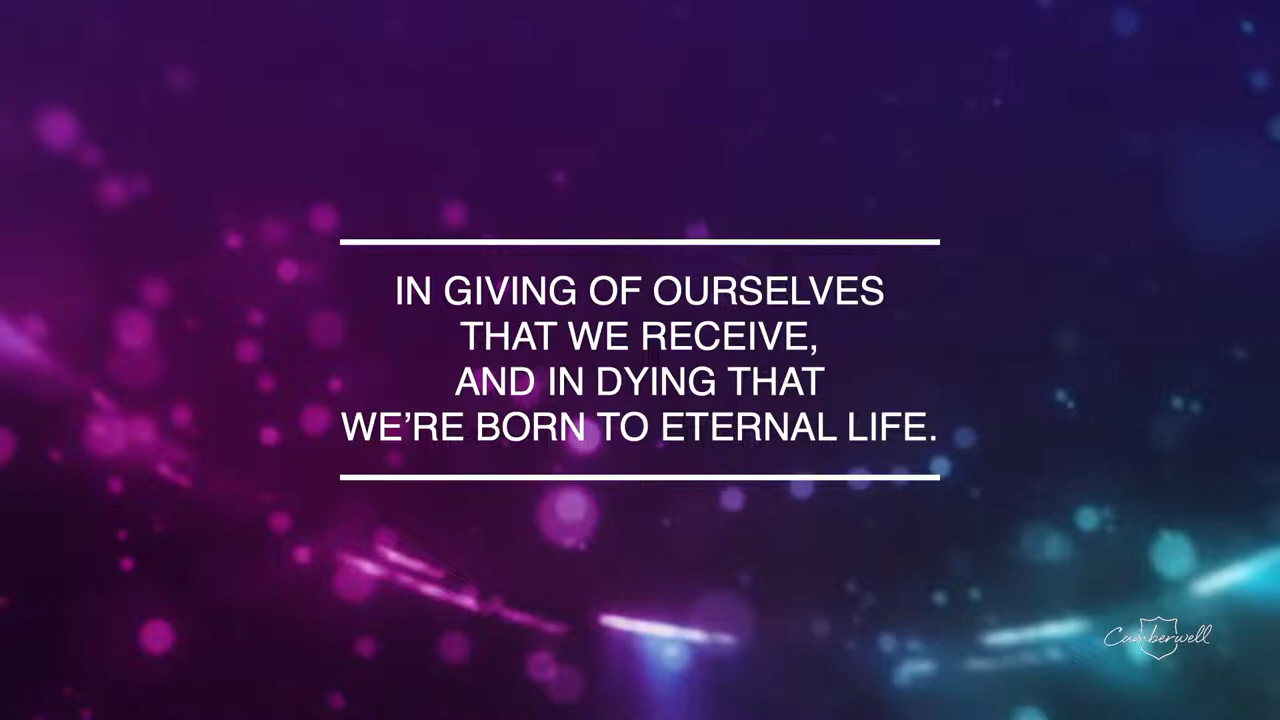 IN GIVING OF OURSELVES
THAT WE RECEIVE,
AND IN DYING THAT
WE’RE BORN TO ETERNAL LIFE.
Camberwell